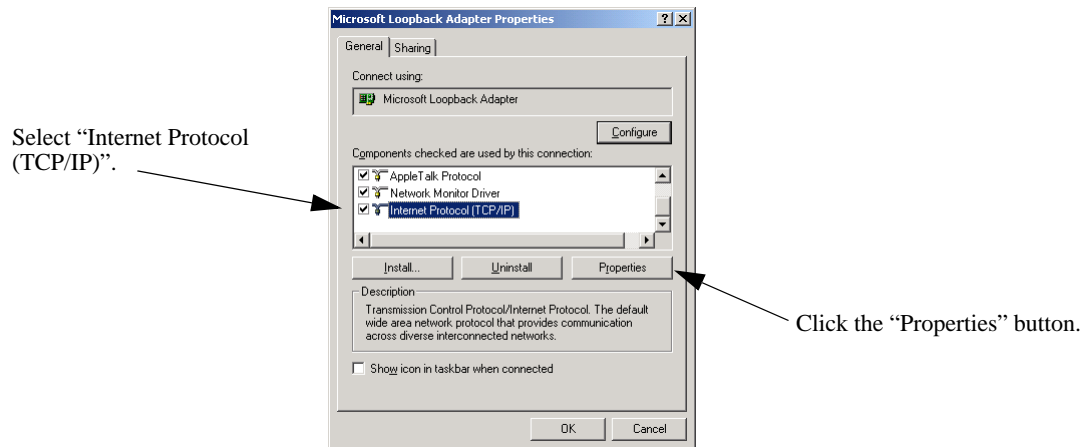 Microsoft Loopback Adapter Properties
General
Sharing
Connect using:
Microsoft Loopback Adapter
Configure
Select “Internet Protocol
(TCP/IP)”.
Components checked are used by this connection:
AppleTalk Protocol
Network Monitor Driver
Internet Protocol (TCP/IP)
Install...
Uninstall
Properties
Description
Transmission Control Protocol/Internet Protocol. The default
wide area network protocol that provides communication
across diverse interconnected networks.
Click the “Properties” button.
Show icon in taskbar when connected
OK
Cancel